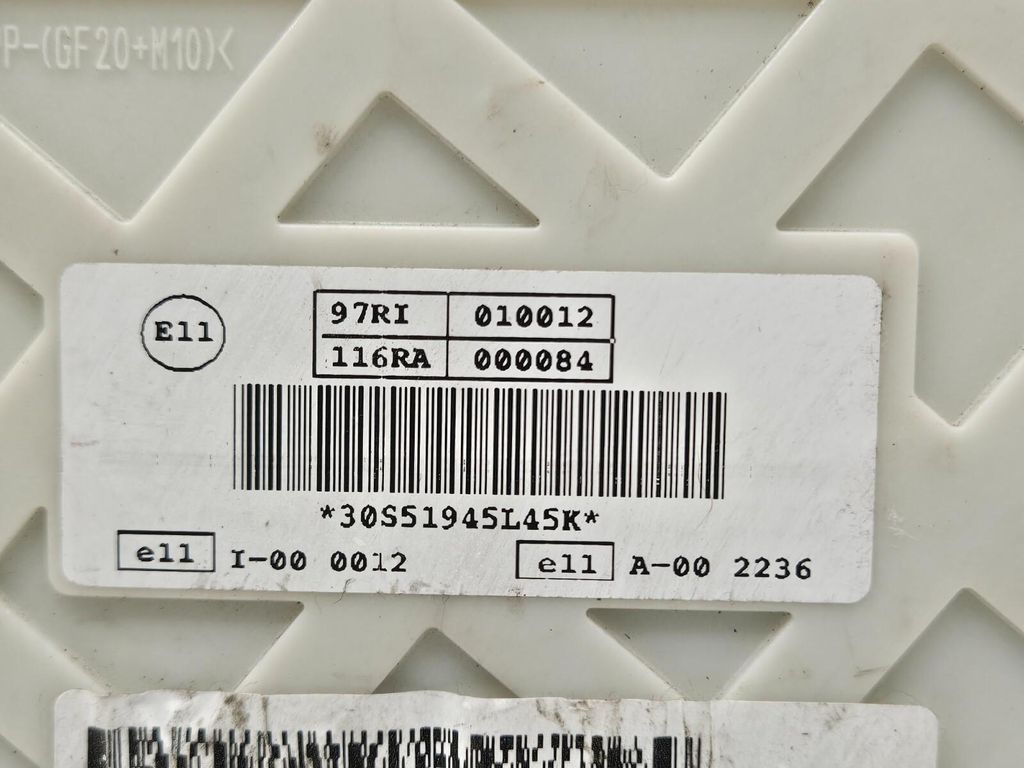 P-(GF20+M10)<
E11
97RI 010012
116RA 000084
*30S51945L45K*
e11 I-00 0012 e11 A-00 2236